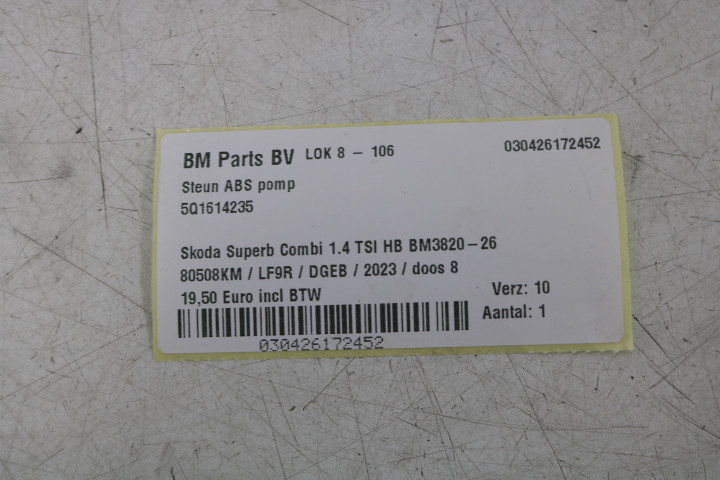 BM Parts BV LOK 8 - 106 030426172452
Steun ABS pomp
5Q1614235
Skoda Superb Combi 1.4 TSI HB BM3820-26
80508KM / LF9R / DGEB / 2023 / doos 8
19,50 Euro incl BTW Verz: 10
Aantal: 1
030426172452